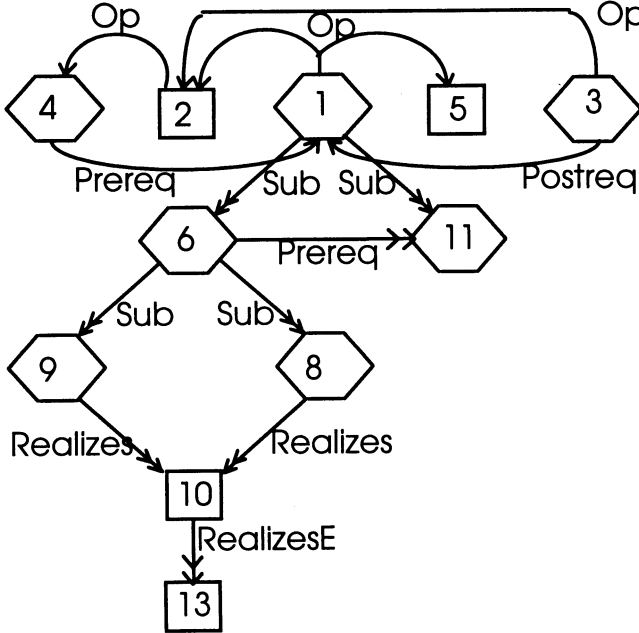 Op
Op
Op
4
2
1
5
3
Prereq
Sub
Sub
Postreq
6
Prereq
11
Sub
Sub
9
8
Realizes
Realizes
10
RealizesE
13